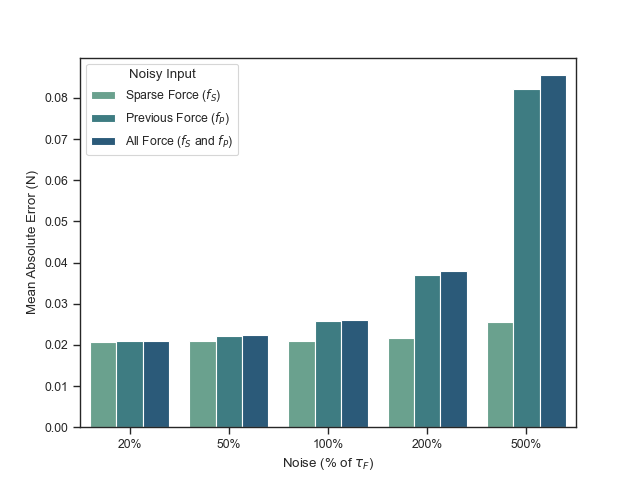 Noisy Input
Sparse Force (f_S)
Previous Force (f_P)
All Force (f_S and f_P)
Mean Absolute Error (N)
0.08
0.07
0.06
0.05
0.04
0.03
0.02
0.01
0.00
20%
50%
100%
200%
500%
Noise (% of τ_F)